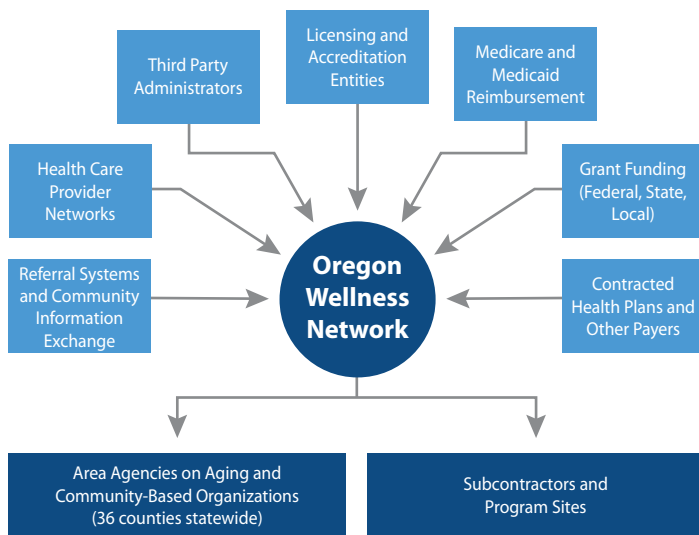 Licensing and
Accreditation
Entities
Third Party
Administrators
Medicare and
Medicaid
Reimbursement
Health Care
Provider
Networks
Grant Funding
(Federal, State,
Local)
Referral Systems
and Community
Information
Exchange
Oregon
Wellness
Network
Contracted
Health Plans and
Other Payers
Area Agencies on Aging and
Community-Based Organizations
(36 counties statewide)
Subcontractors and
Program Sites